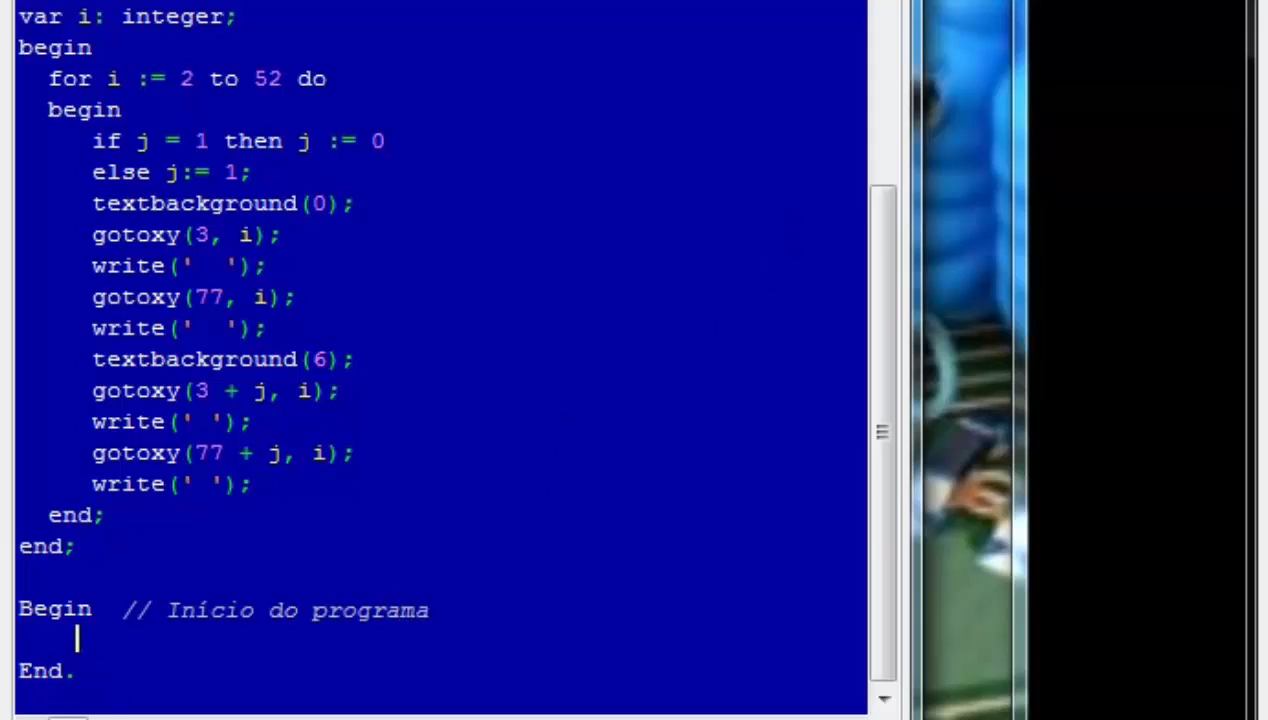 var i: integer;
begin
for i := 2 to 52 do
begin
if j = 1 then j := 0
else j:= 1;
textbackground(0);
gotoxy(3, i);
write('  ');
gotoxy(77, i);
write('  ');
textbackground(6);
gotoxy(3 + j, i);
write(' ');
gotoxy(77 + j, i);
write(' ');
end;
end;
Begin  // Início do programa
End.